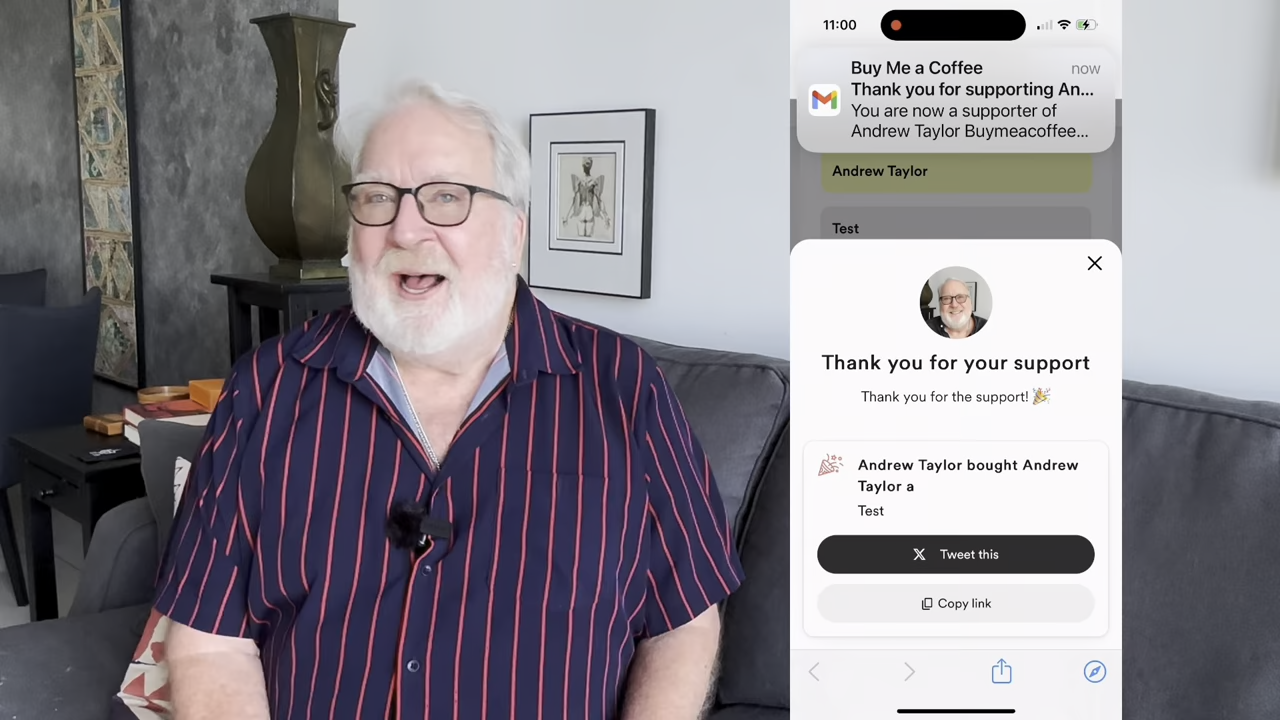 11:00
Buy Me a Coffee
now
Thank you for supporting An...
You are now a supporter of
Andrew Taylor Buymeacoffee...
Andrew Taylor
Test
Thank you for your support
Thank you for the support! 🎉
Andrew Taylor bought Andrew
Taylor a
Test
Tweet this
Copy link